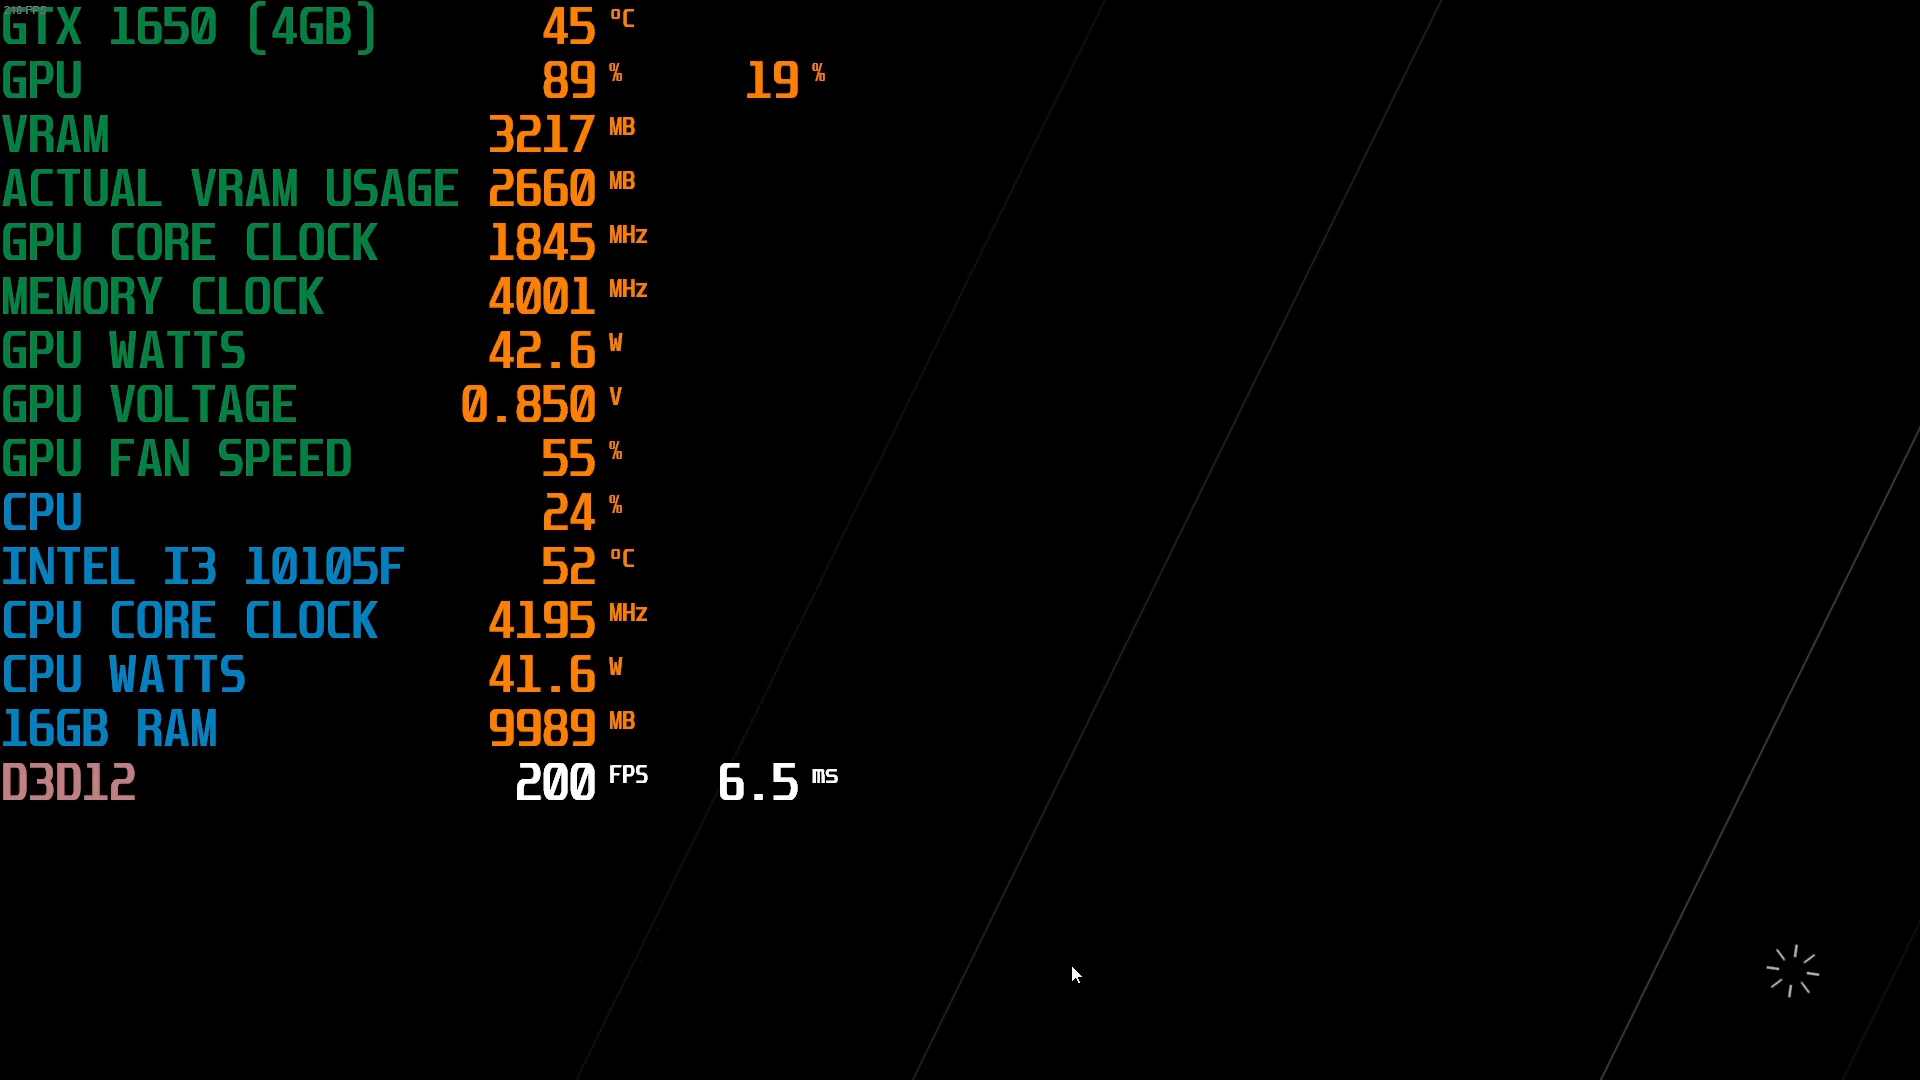 GTX 1650 (4GB) 45 °C
GPU 89 % 19 %
VRAM 3217 MB
ACTUAL VRAM USAGE 2660 MB
GPU CORE CLOCK 1845 MHz
MEMORY CLOCK 4001 MHz
GPU WATTS 42.6 W
GPU VOLTAGE 0.850 V
GPU FAN SPEED 55 %
CPU 24 %
INTEL I3 10105F 52 °C
CPU CORE CLOCK 4195 MHz
CPU WATTS 41.6 W
16GB RAM 9989 MB
D3D12 200 FPS 6.5 ms